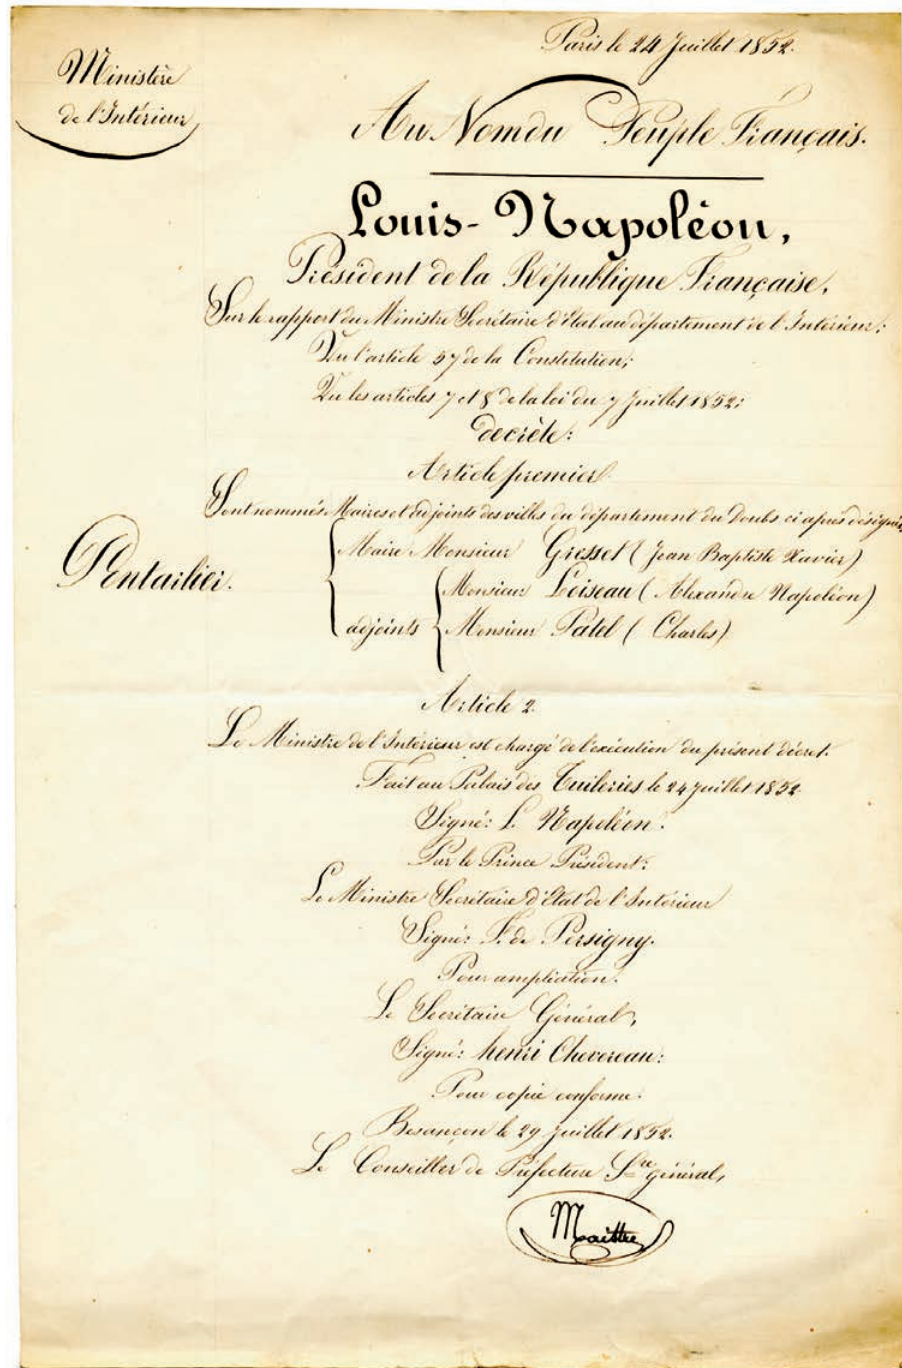 Paris le 24 Juillet 1852.
Ministère
de l'Intérieur
Au Nom du Peuple Français.
Louis-Napoléon,
Président de la République Française,
Sur le rapport du Ministre Secrétaire d'État au département de l'Intérieur;
Vu l'article 57 de la Constitution;
Vu les articles 7 et 8 de la loi du 7 Juillet 1852;
décrète:
Article premier.
Sont nommés Maires et adjoints des villes du département du Doubs ci après désignées
Pontarlier.
Maire Monsieur Gresset (Jean Baptiste Xavier)
Monsieur Loiseau (Alexandre Napoléon)
adjoints Monsieur Patel (Charles)
Article 2.
Le Ministre de l'Intérieur est chargé de l'exécution du présent décret.
Fait au Palais des Tuileries le 24 juillet 1852.
Signé: L. Napoléon.
Par le Prince Président:
Le Ministre Secrétaire d'État de l'Intérieur
Signé: F. de Persigny.
Pour ampliation.
Le Secrétaire Général,
Signé: henri Chevereau:
Pour copie conforme:
Besançon le 29 juillet 1852.
Le Conseiller de Préfecture Sre général,
Maittre